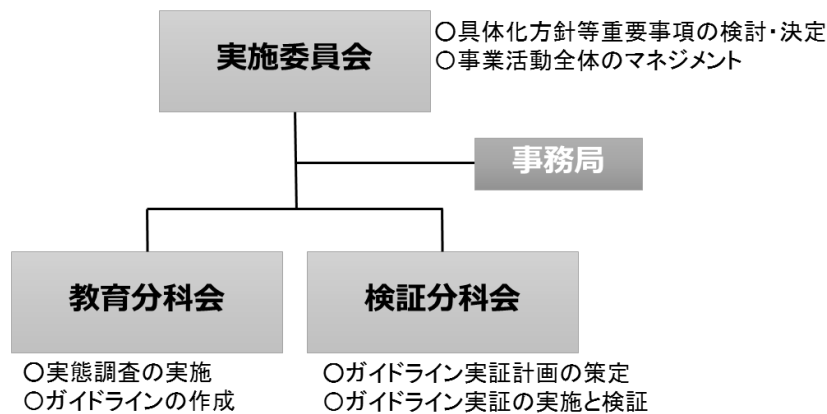 実施委員会
○具体化方針等重要事項の検討・決定
○事業活動全体のマネジメント
事務局
教育分科会
○実態調査の実施
○ガイドラインの作成
検証分科会
○ガイドライン実証計画の策定
○ガイドライン実証の実施と検証